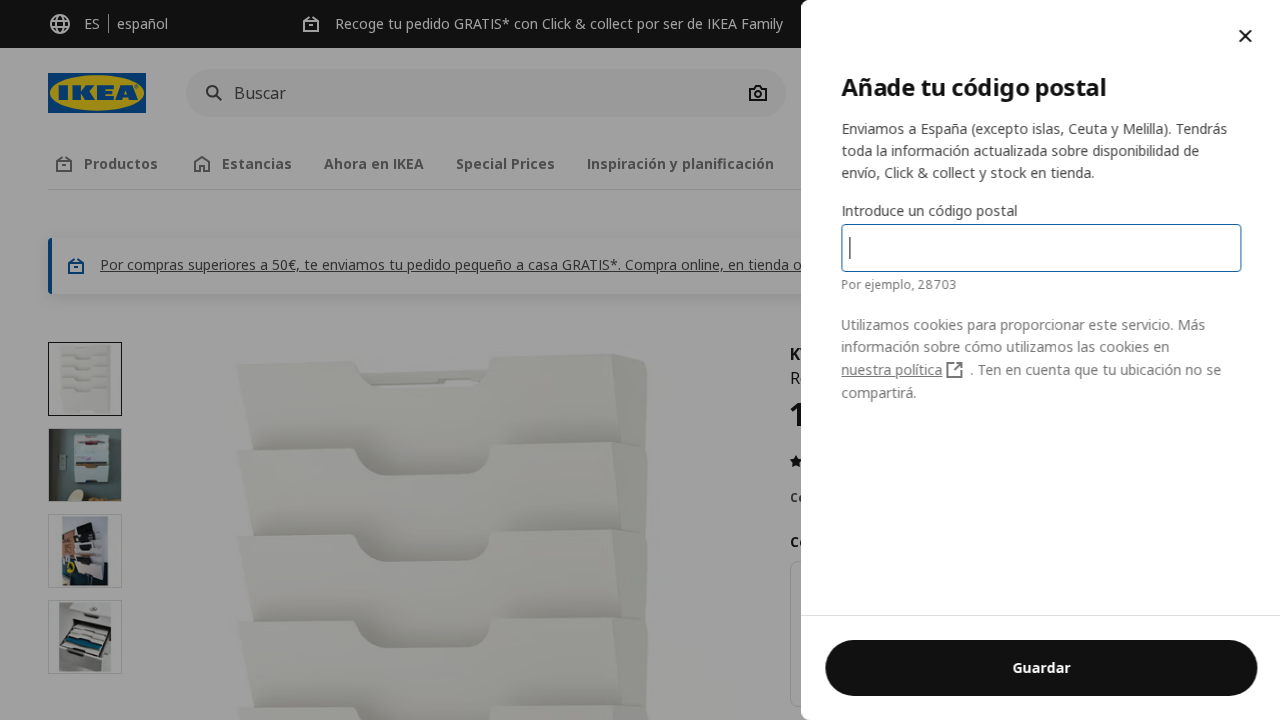 ES
español
Recoge tu pedido GRATIS* con Click & collect por ser de IKEA Family
IKEA
Buscar
Productos
Estancias
Ahora en IKEA
Special Prices
Inspiración y planificación
Por compras superiores a 50€, te enviamos tu pedido pequeño a casa GRATIS*. Compra online, en tienda o
Añade tu código postal
Enviamos a España (excepto islas, Ceuta y Melilla). Tendrás
toda la información actualizada sobre disponibilidad de
envío, Click & collect y stock en tienda.
Introduce un código postal
Por ejemplo, 28703
Utilizamos cookies para proporcionar este servicio. Más
información sobre cómo utilizamos las cookies en
nuestra política . Ten en cuenta que tu ubicación no se
compartirá.
Guardar